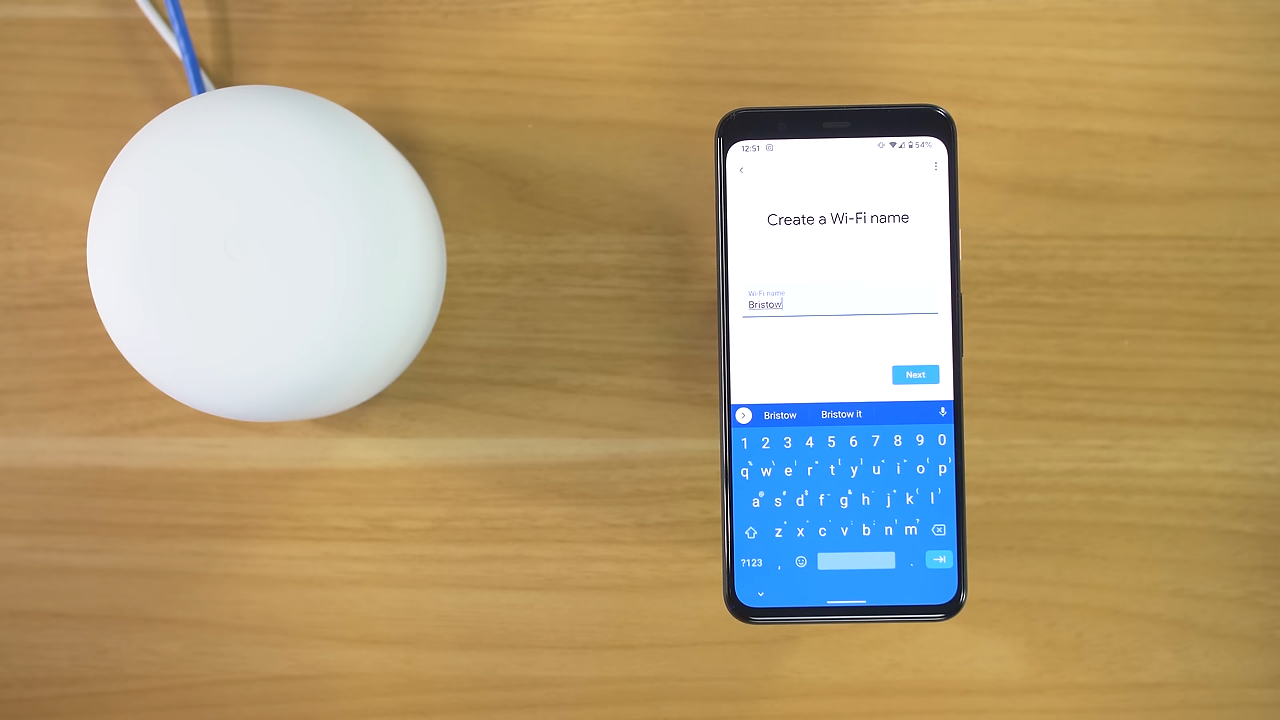 12:51 54%
Create a Wi-Fi name
Wi-Fi name
Bristow
Next
Bristow Bristow it
1 2 3 4 5 6 7 8 9 0
q w e r t y u i o p
a s d f g h j k l
z x c v b n m
?123 , .